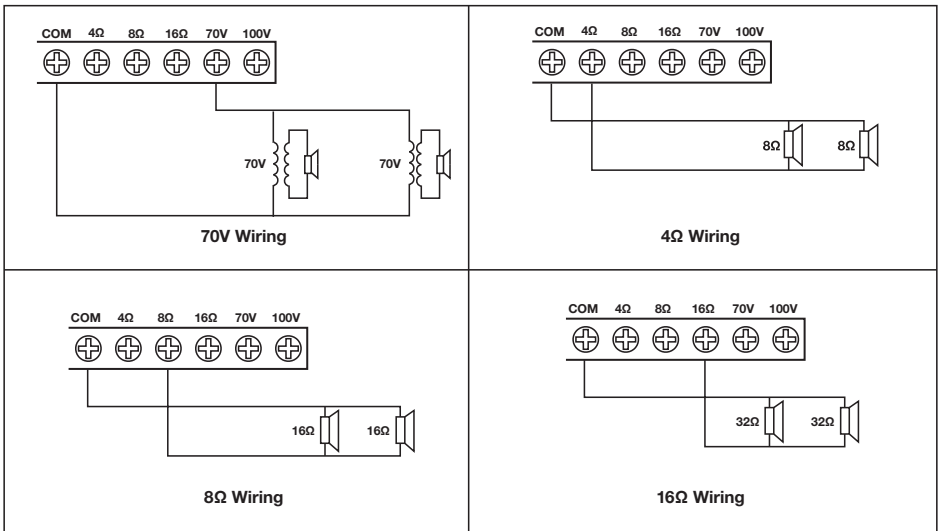 COM 4Ω 8Ω 16Ω 70V 100V
70V 70V
70V Wiring
COM 4Ω 8Ω 16Ω 70V 100V
8Ω 8Ω
4Ω Wiring
COM 4Ω 8Ω 16Ω 70V 100V
16Ω 16Ω
8Ω Wiring
COM 4Ω 8Ω 16Ω 70V 100V
32Ω 32Ω
16Ω Wiring